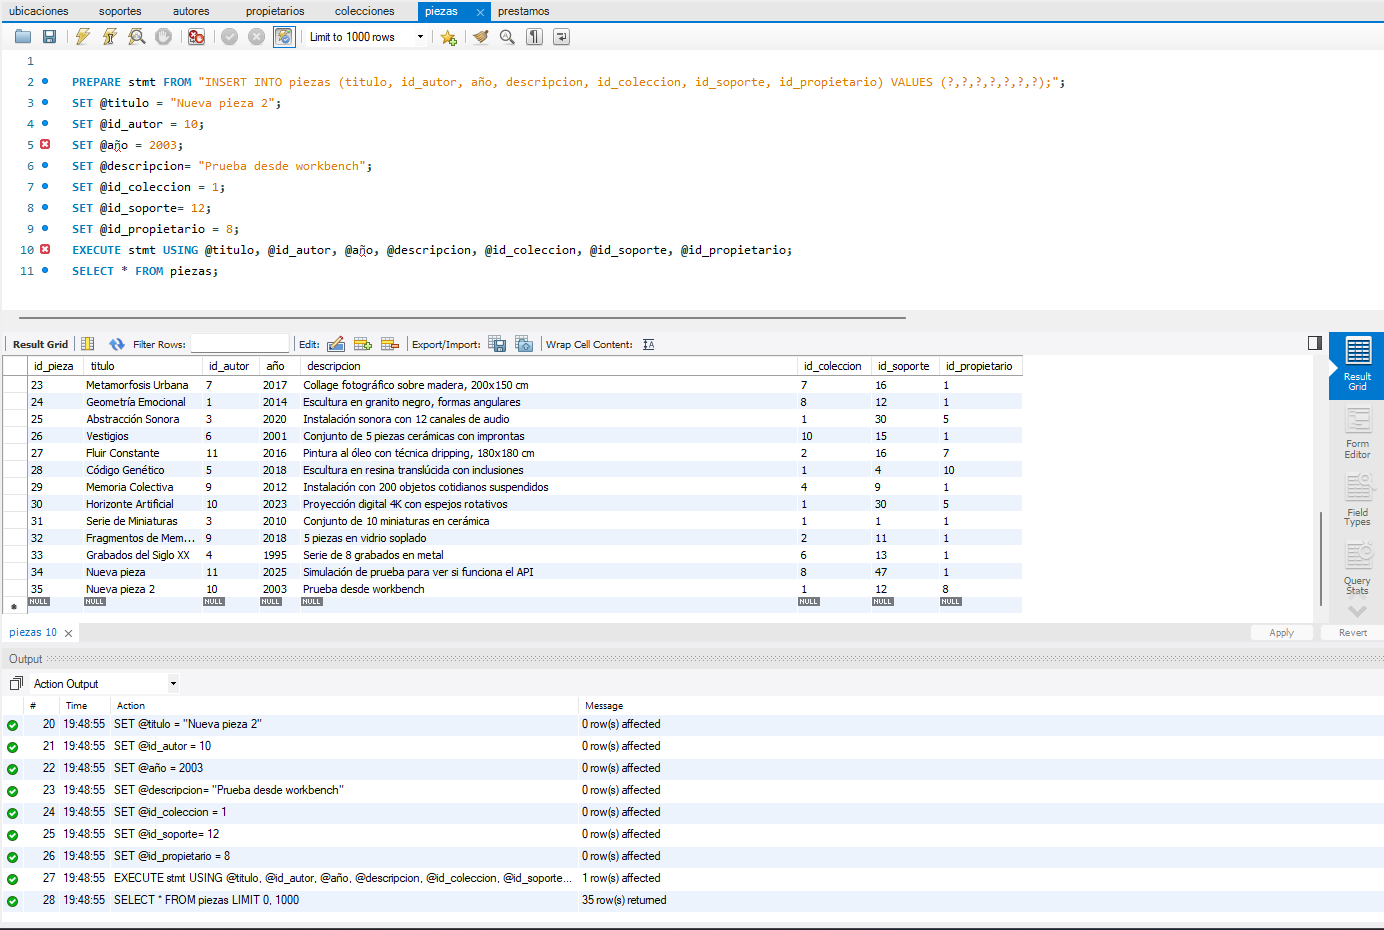 ubicaciones soportes autores propietarios colecciones piezas prestamos
Limit to 1000 rows
1
2 PREPARE stmt FROM "INSERT INTO piezas (titulo, id_autor, año, descripcion, id_coleccion, id_soporte, id_propietario) VALUES (?,?,?,?,?,?,?);";
3 SET @titulo = "Nueva pieza 2";
4 SET @id_autor = 10;
5 SET @año = 2003;
6 SET @descripcion= "Prueba desde workbench";
7 SET @id_coleccion = 1;
8 SET @id_soporte= 12;
9 SET @id_propietario = 8;
10 EXECUTE stmt USING @titulo, @id_autor, @año, @descripcion, @id_coleccion, @id_soporte, @id_propietario;
11 SELECT * FROM piezas;
Result Grid Filter Rows: Edit: Export/Import: Wrap Cell Content:
id_pieza titulo id_autor año descripcion id_coleccion id_soporte id_propietario
23 Metamorfosis Urbana 7 2017 Collage fotográfico sobre madera, 200x150 cm 7 16 1
24 Geometría Emocional 1 2014 Escultura en granito negro, formas angulares 8 12 1
25 Abstracción Sonora 3 2020 Instalación sonora con 12 canales de audio 1 30 5
26 Vestigios 6 2001 Conjunto de 5 piezas cerámicas con improntas 10 15 1
27 Fluir Constante 11 2016 Pintura al óleo con técnica dripping, 180x180 cm 2 16 7
28 Código Genético 5 2018 Escultura en resina translúcida con inclusiones 1 4 10
29 Memoria Colectiva 9 2012 Instalación con 200 objetos cotidianos suspendidos 4 9 1
30 Horizonte Artificial 10 2023 Proyección digital 4K con espejos rotativos 1 30 5
31 Serie de Miniaturas 3 2010 Conjunto de 10 miniaturas en cerámica 1 1 1
32 Fragmentos de Mem... 9 2018 5 piezas en vidrio soplado 2 11 1
33 Grabados del Siglo XX 4 1995 Serie de 8 grabados en metal 6 13 1
34 Nueva pieza 11 2025 Simulación de prueba para ver si funciona el API 8 47 1
35 Nueva pieza 2 10 2003 Prueba desde workbench 1 12 8
NULL NULL NULL NULL NULL NULL NULL NULL
Result
Grid
Form
Editor
Field
Types
Query
Stats
piezas 10 Apply Revert
Output
Action Output
# Time Action Message
20 19:48:55 SET @titulo = "Nueva pieza 2" 0 row(s) affected
21 19:48:55 SET @id_autor = 10 0 row(s) affected
22 19:48:55 SET @año = 2003 0 row(s) affected
23 19:48:55 SET @descripcion= "Prueba desde workbench" 0 row(s) affected
24 19:48:55 SET @id_coleccion = 1 0 row(s) affected
25 19:48:55 SET @id_soporte= 12 0 row(s) affected
26 19:48:55 SET @id_propietario = 8 0 row(s) affected
27 19:48:55 EXECUTE stmt USING @titulo, @id_autor, @año, @descripcion, @id_coleccion, @id_soporte... 1 row(s) affected
28 19:48:55 SELECT * FROM piezas LIMIT 0, 1000 35 row(s) returned